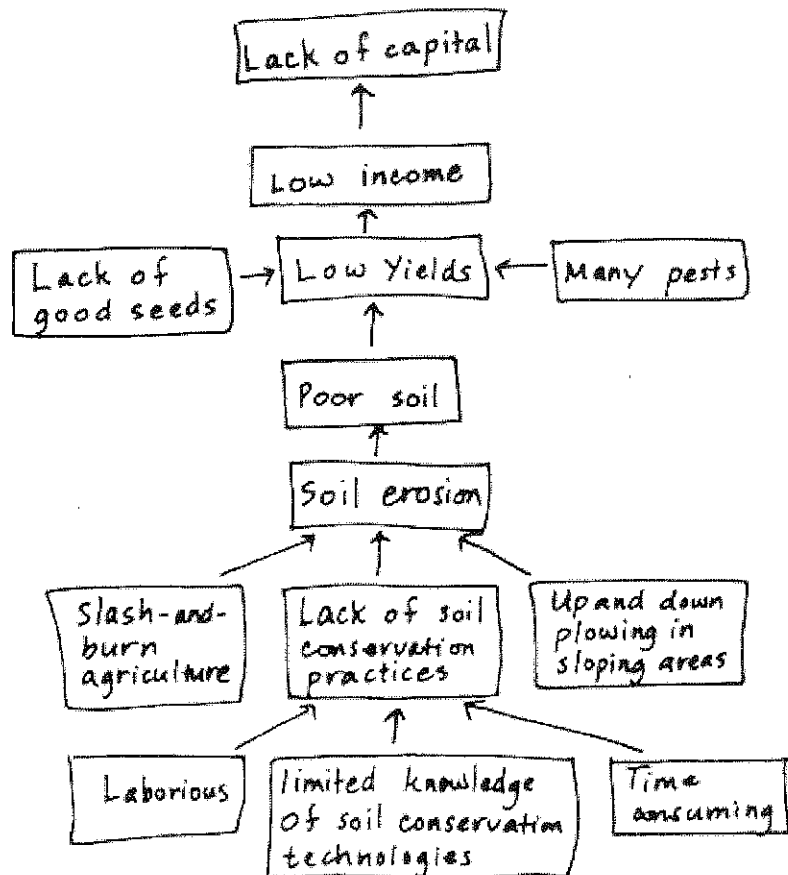 Lack of capital
Low income
Lack of
good seeds
Low Yields
Many pests
Poor soil
Soil erosion
Slash-and-
burn
agriculture
Lack of soil
conservation
practices
Up and down
plowing in
sloping areas
Laborious
limited knowledge
of soil conservation
technologies
Time
consuming